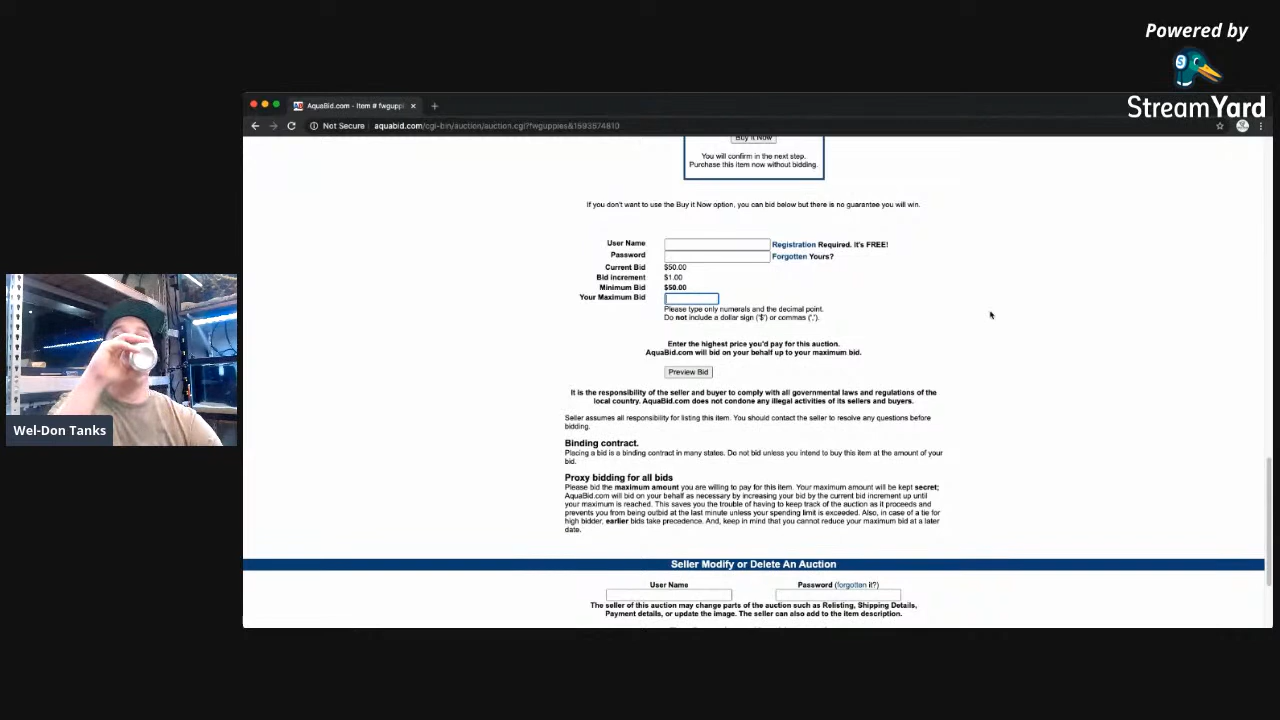 Powered by
StreamYard
AquaBid.com - Item # fwguppi
Not Secure aquabid.com/cgi-bin/auction/auction.cgi?fwguppies&1593874810
Buy It Now
You will confirm in the next step.
Purchase this item now without bidding.
If you don't want to use the Buy it Now option, you can bid below but there is no guarantee you will win.
User Name Registration Required. It's FREE!
Password Forgotten Yours?
Current Bid $50.00
Bid increment $1.00
Minimum Bid $50.00
Your Maximum Bid
Please type only numerals and the decimal point.
Do not include a dollar sign ('$') or commas (',').
Enter the highest price you'd pay for this auction.
AquaBid.com will bid on your behalf up to your maximum bid.
Preview Bid
It is the responsibility of the seller and buyer to comply with all governmental laws and regulations of the
local country. AquaBid.com does not condone any illegal activities of its sellers and buyers.
Seller assumes all responsibility for listing this item. You should contact the seller to resolve any questions before
bidding.
Binding contract.
Placing a bid is a binding contract in many states. Do not bid unless you intend to buy this item at the amount of your
bid.
Proxy bidding for all bids
Please bid the maximum amount you are willing to pay for this item. Your maximum amount will be kept secret;
AquaBid.com will bid on your behalf as necessary by increasing your bid by the current bid increment up until
your maximum is reached. This saves you the trouble of having to keep track of the auction as it proceeds and
prevents you from being outbid at the last minute unless your spending limit is exceeded. Also, in case of a tie for
high bidder, earlier bids take precedence. And, keep in mind that you cannot reduce your maximum bid at a later
date.
Seller Modify or Delete An Auction
User Name Password (forgotten it?)
The seller of this auction may change parts of the auction such as Relisting, Shipping Details,
Payment details, or update the image. The seller can also add to the item description.
Wel-Don Tanks